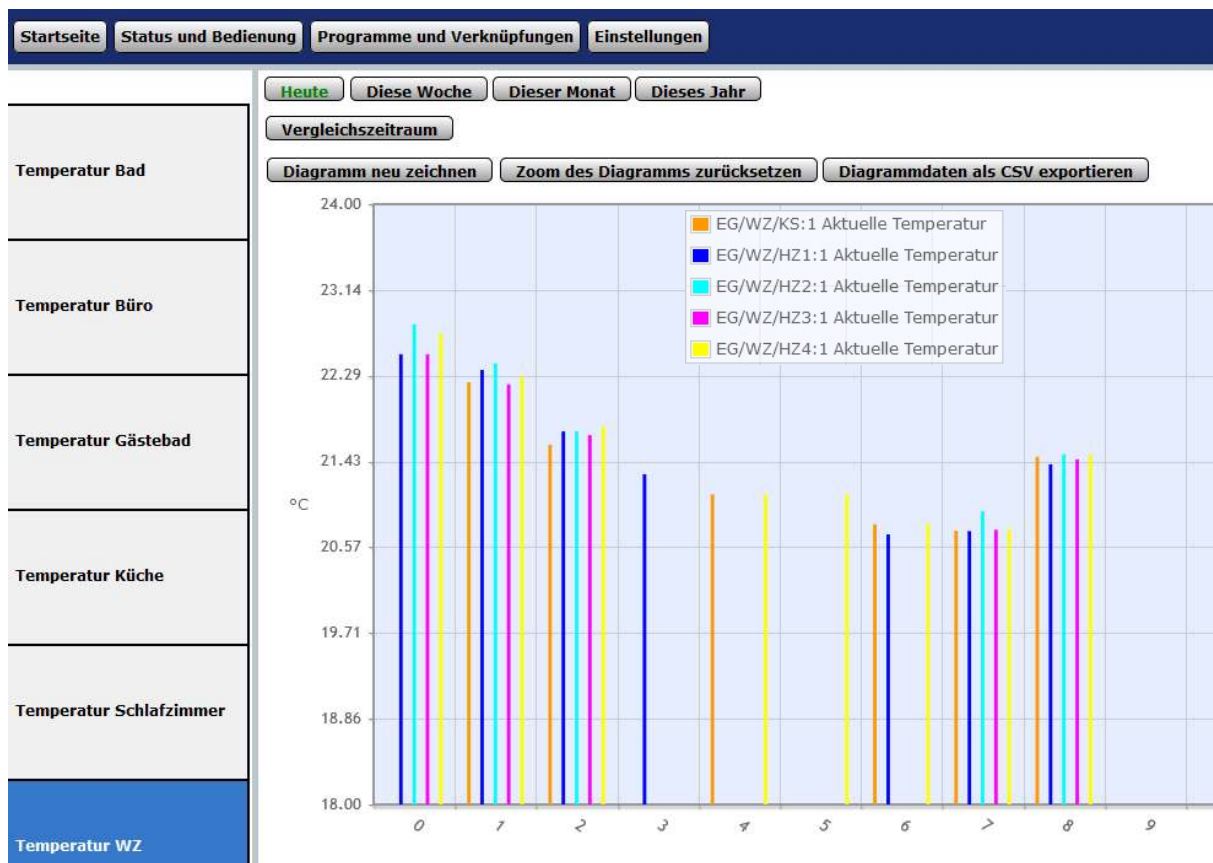 Startseite Status und Bedienung Programme und Verknüpfungen Einstellungen
Heute Diese Woche Dieser Monat Dieses Jahr
Vergleichszeitraum
Diagramm neu zeichnen Zoom des Diagramms zurücksetzen Diagrammdaten als CSV exportieren
Temperatur Bad
Temperatur Büro
Temperatur Gästebad
Temperatur Küche
Temperatur Schlafzimmer
Temperatur WZ
24.00
23.14
22.29
21.43
°C
20.57
19.71
18.86
18.00
EG/WZ/KS:1 Aktuelle Temperatur
EG/WZ/HZ1:1 Aktuelle Temperatur
EG/WZ/HZ2:1 Aktuelle Temperatur
EG/WZ/HZ3:1 Aktuelle Temperatur
EG/WZ/HZ4:1 Aktuelle Temperatur
0 1 2 3 4 5 6 7 8 9